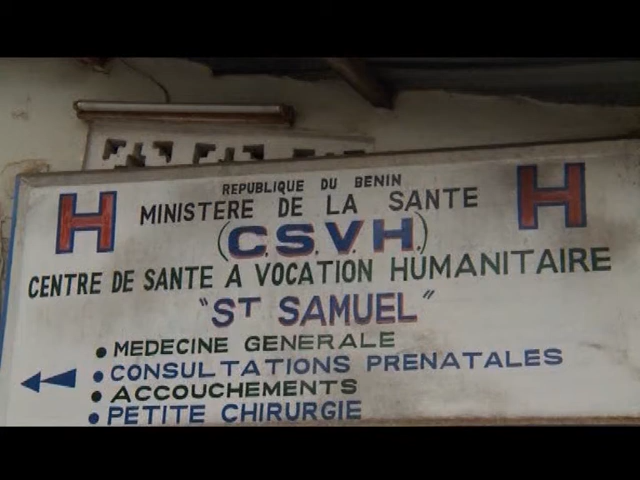 REPUBLIQUE DU BENIN
H MINISTERE DE LA SANTE H
(C.S.V.H.)
CENTRE DE SANTE A VOCATION HUMANITAIRE
"ST SAMUEL"
• MEDECINE GENERALE
• CONSULTATIONS PRENATALES
• ACCOUCHEMENTS
• PETITE CHIRURGIE